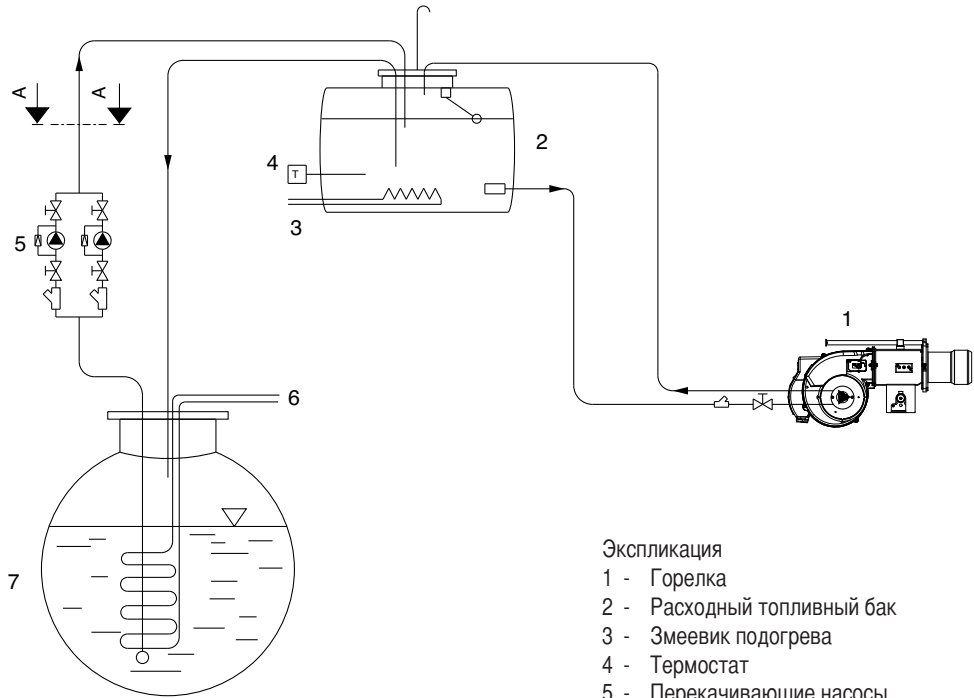 A A
2
4 T
3
5
1
6
7
Экспликация
1 - Горелка
2 - Расходный топливный бак
3 - Змеевик подогрева
4 - Термостат
5 - Перекачивающие насосы